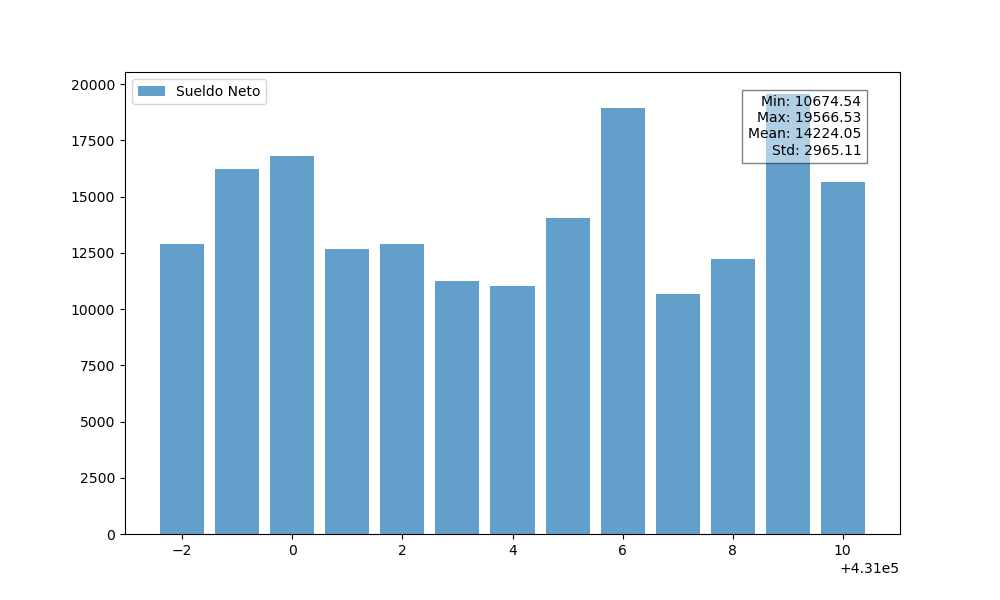 20000
17500
15000
12500
10000
7500
5000
2500
0
Sueldo Neto
Min: 10674.54
Max: 19566.53
Mean: 14224.05
Std: 2965.11
−2 0 2 4 6 8 10
+4.31e5